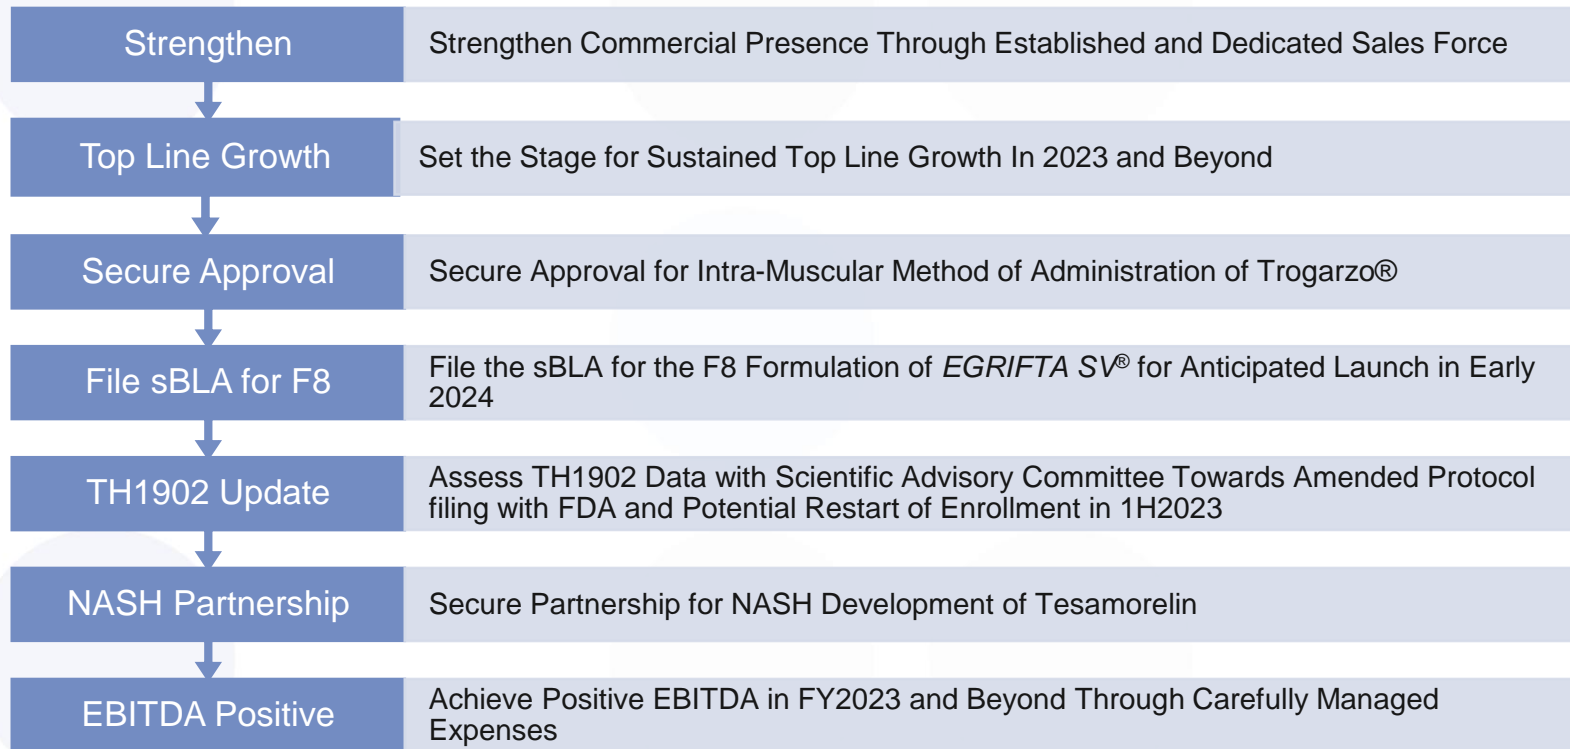 Strengthen
Strengthen Commercial Presence Through Established and Dedicated Sales Force
Top Line Growth
Set the Stage for Sustained Top Line Growth In 2023 and Beyond
Secure Approval
Secure Approval for Intra-Muscular Method of Administration of Trogarzo®
File sBLA for F8
File the sBLA for the F8 Formulation of EGRIFTA SV® for Anticipated Launch in Early
2024
TH1902 Update
Assess TH1902 Data with Scientific Advisory Committee Towards Amended Protocol
filing with FDA and Potential Restart of Enrollment in 1H2023
NASH Partnership
Secure Partnership for NASH Development of Tesamorelin
EBITDA Positive
Achieve Positive EBITDA in FY2023 and Beyond Through Carefully Managed
Expenses